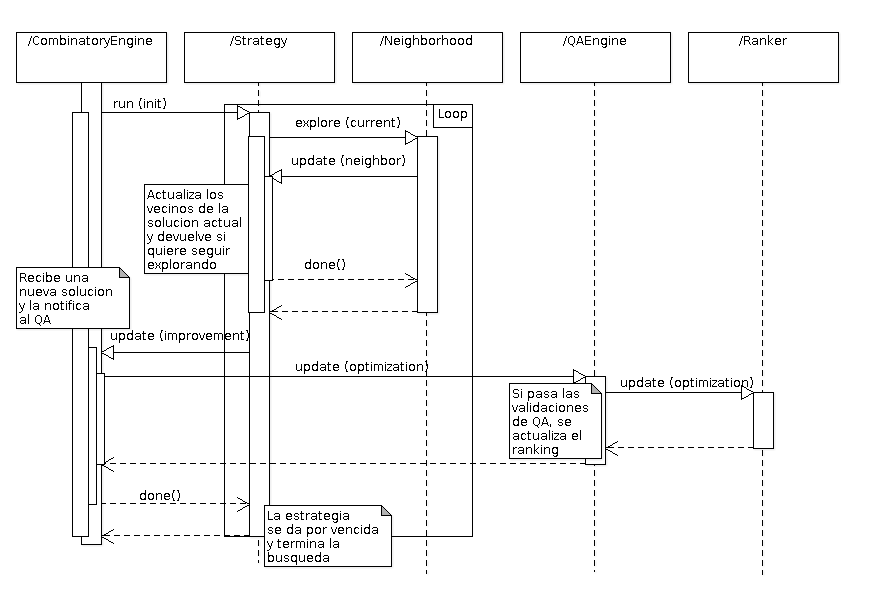 /CombinatoryEngine
/Strategy
/Neighborhood
/QAEngine
/Ranker
run (init)
Loop
explore (current)
update (neighbor)
Actualiza los
vecinos de la
solucion actual
y devuelve si
quiere seguir
explorando
done()
Recibe una
nueva solucion
y la notifica
al QA
update (improvement)
update (optimization)
update (optimization)
Si pasa las
validaciones
de QA, se
actualiza el
ranking
done()
La estrategia
se da por vencida
y termina la
busqueda